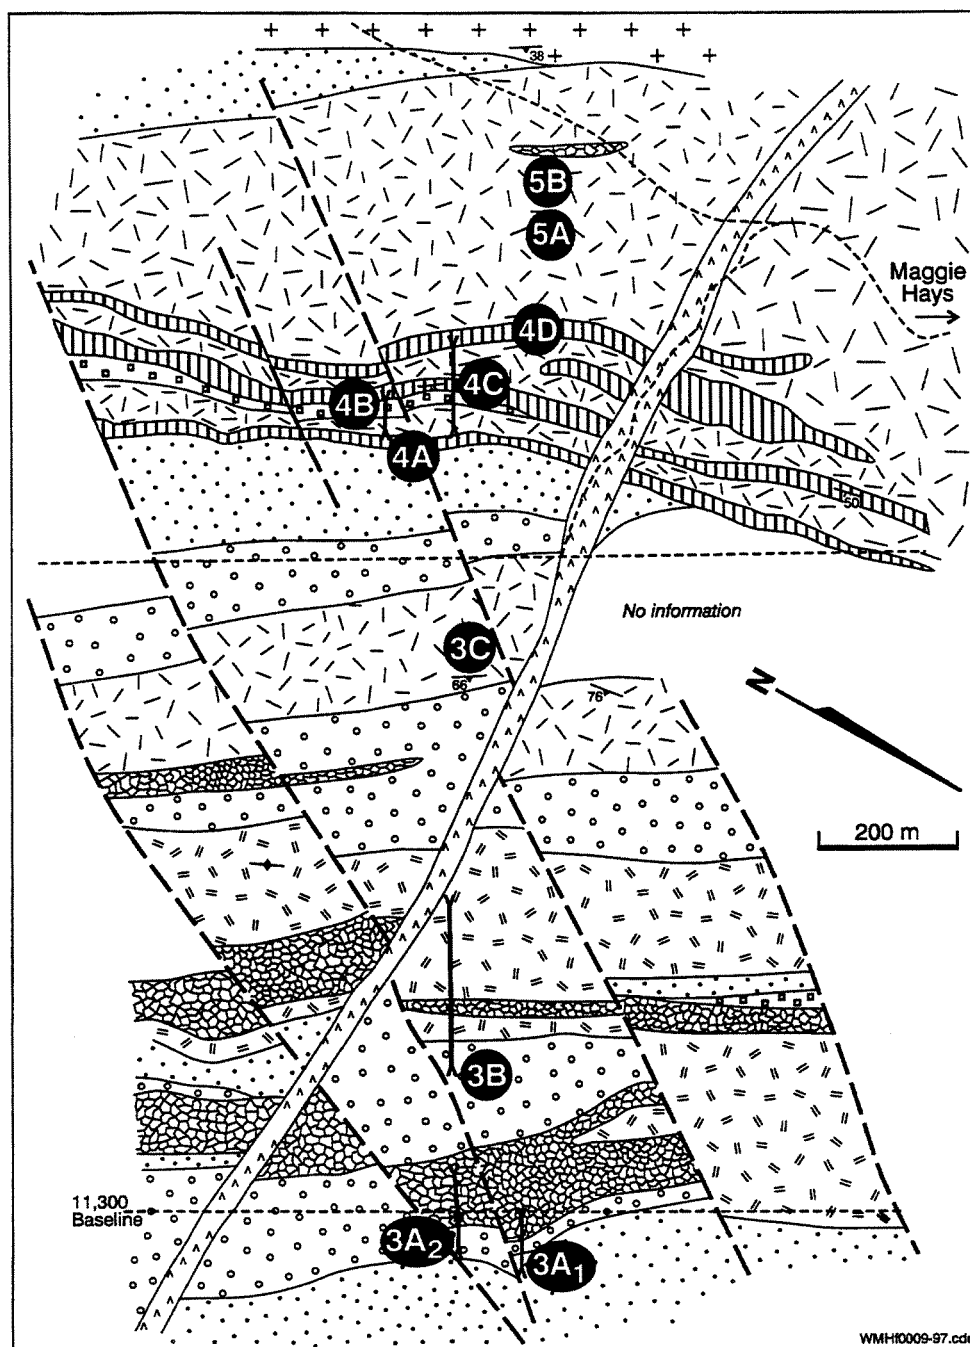 38
5B
5A
Maggie
Hays
4D
4C
4B
4A
50
No information
3C
66
76
N
200 m
3B
11,300
Baseline
3A2
3A1
WMHf0009-97.cdr